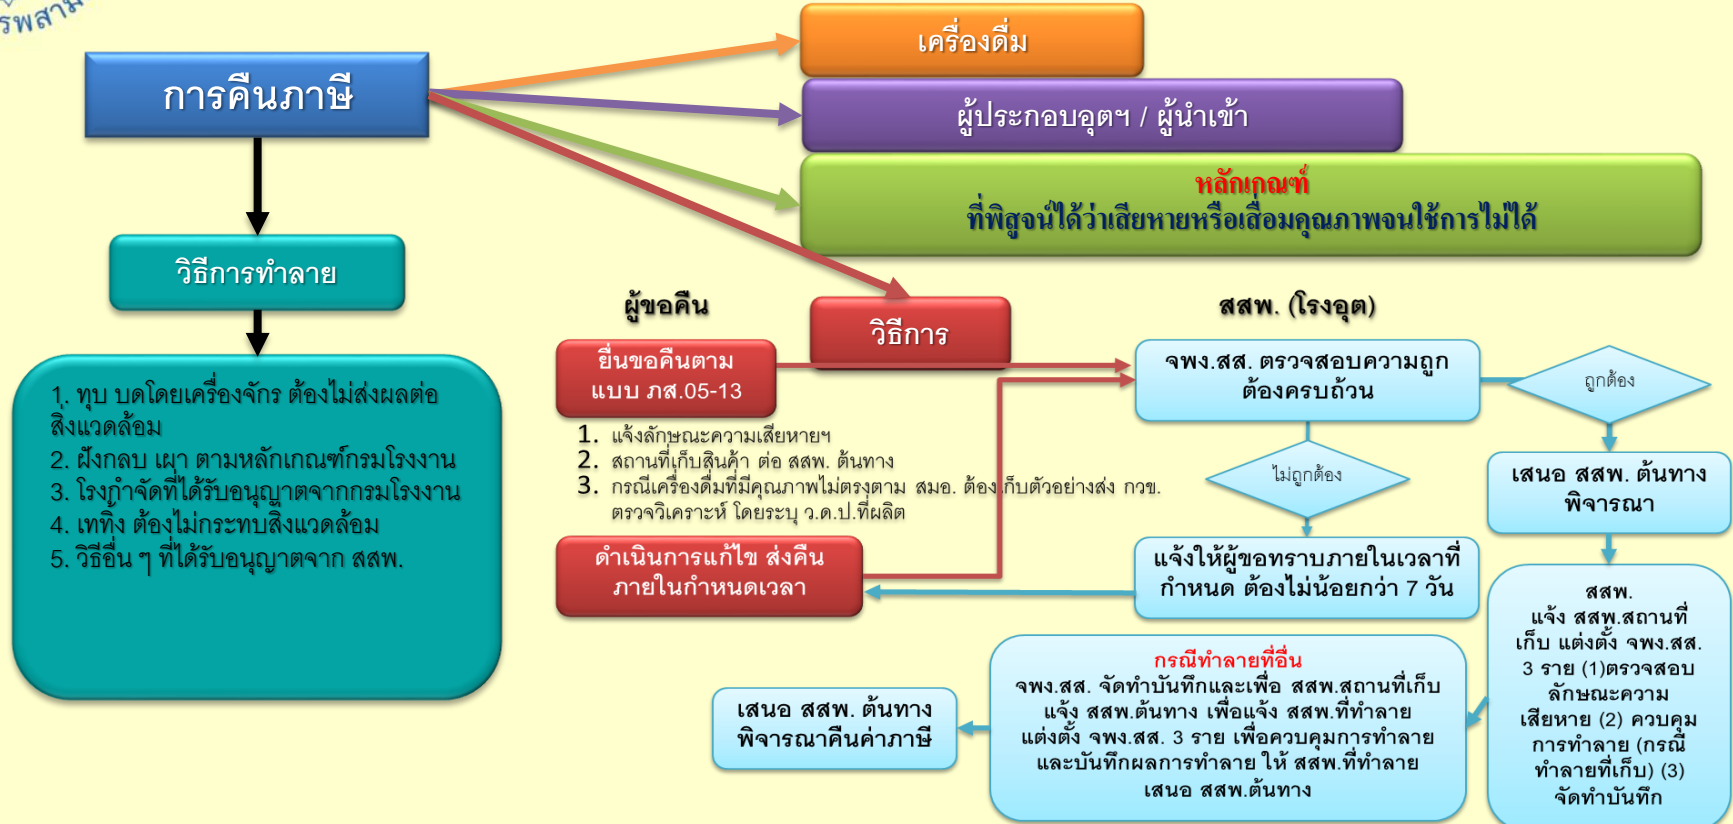 รพสาม
การคืนภาษี
เครื่องดื่ม
ผู้ประกอบอุตฯ / ผู้นำเข้า
หลักเกณฑ์
ที่พิสูจน์ได้ว่าเสียหายหรือเสื่อมคุณภาพจนใช้การไม่ได้
วิธีการทำลาย
1. ทุบ บดโดยเครื่องจักร ต้องไม่ส่งผลต่อ
สิ่งแวดล้อม
2. ฝังกลบ เผา ตามหลักเกณฑ์กรมโรงงาน
3. โรงกำจัดที่ได้รับอนุญาตจากกรมโรงงาน
4. เททิ้ง ต้องไม่กระทบสิ่งแวดล้อม
5. วิธีอื่น ๆ ที่ได้รับอนุญาตจาก สสพ.
วิธีการ
ผู้ขอคืน
ยื่นขอคืนตาม
แบบ ภส.05-13
1. แจ้งลักษณะความเสียหายฯ
2. สถานที่เก็บสินค้า ต่อ สสพ. ต้นทาง
3. กรณีเครื่องดื่มที่มีคุณภาพไม่ตรงตาม สมอ. ต้องเก็บตัวอย่างส่ง กวข.
ตรวจวิเคราะห์ โดยระบุ ว.ด.ป.ที่ผลิต
ดำเนินการแก้ไข ส่งคืน
ภายในกำหนดเวลา
สสพ. (โรงอุต)
จพง.สส. ตรวจสอบความถูก
ต้องครบถ้วน
ถูกต้อง
ไม่ถูกต้อง
แจ้งให้ผู้ขอทราบภายในเวลาที่
กำหนด ต้องไม่น้อยกว่า 7 วัน
เสนอ สสพ. ต้นทาง
พิจารณา
สสพ.
แจ้ง สสพ.สถานที่
เก็บ แต่งตั้ง จพง.สส.
3 ราย (1)ตรวจสอบ
ลักษณะความ
เสียหาย (2) ควบคุม
การทำลาย (กรณี
ทำลายที่เก็บ) (3)
จัดทำบันทึก
กรณีทำลายที่อื่น
จพง.สส. จัดทำบันทึกและเพื่อ สสพ.สถานที่เก็บ
แจ้ง สสพ.ต้นทาง เพื่อแจ้ง สสพ.ที่ทำลาย
แต่งตั้ง จพง.สส. 3 ราย เพื่อควบคุมการทำลาย
และบันทึกผลการทำลาย ให้ สสพ.ที่ทำลาย
เสนอ สสพ.ต้นทาง
เสนอ สสพ. ต้นทาง
พิจารณาคืนค่าภาษี